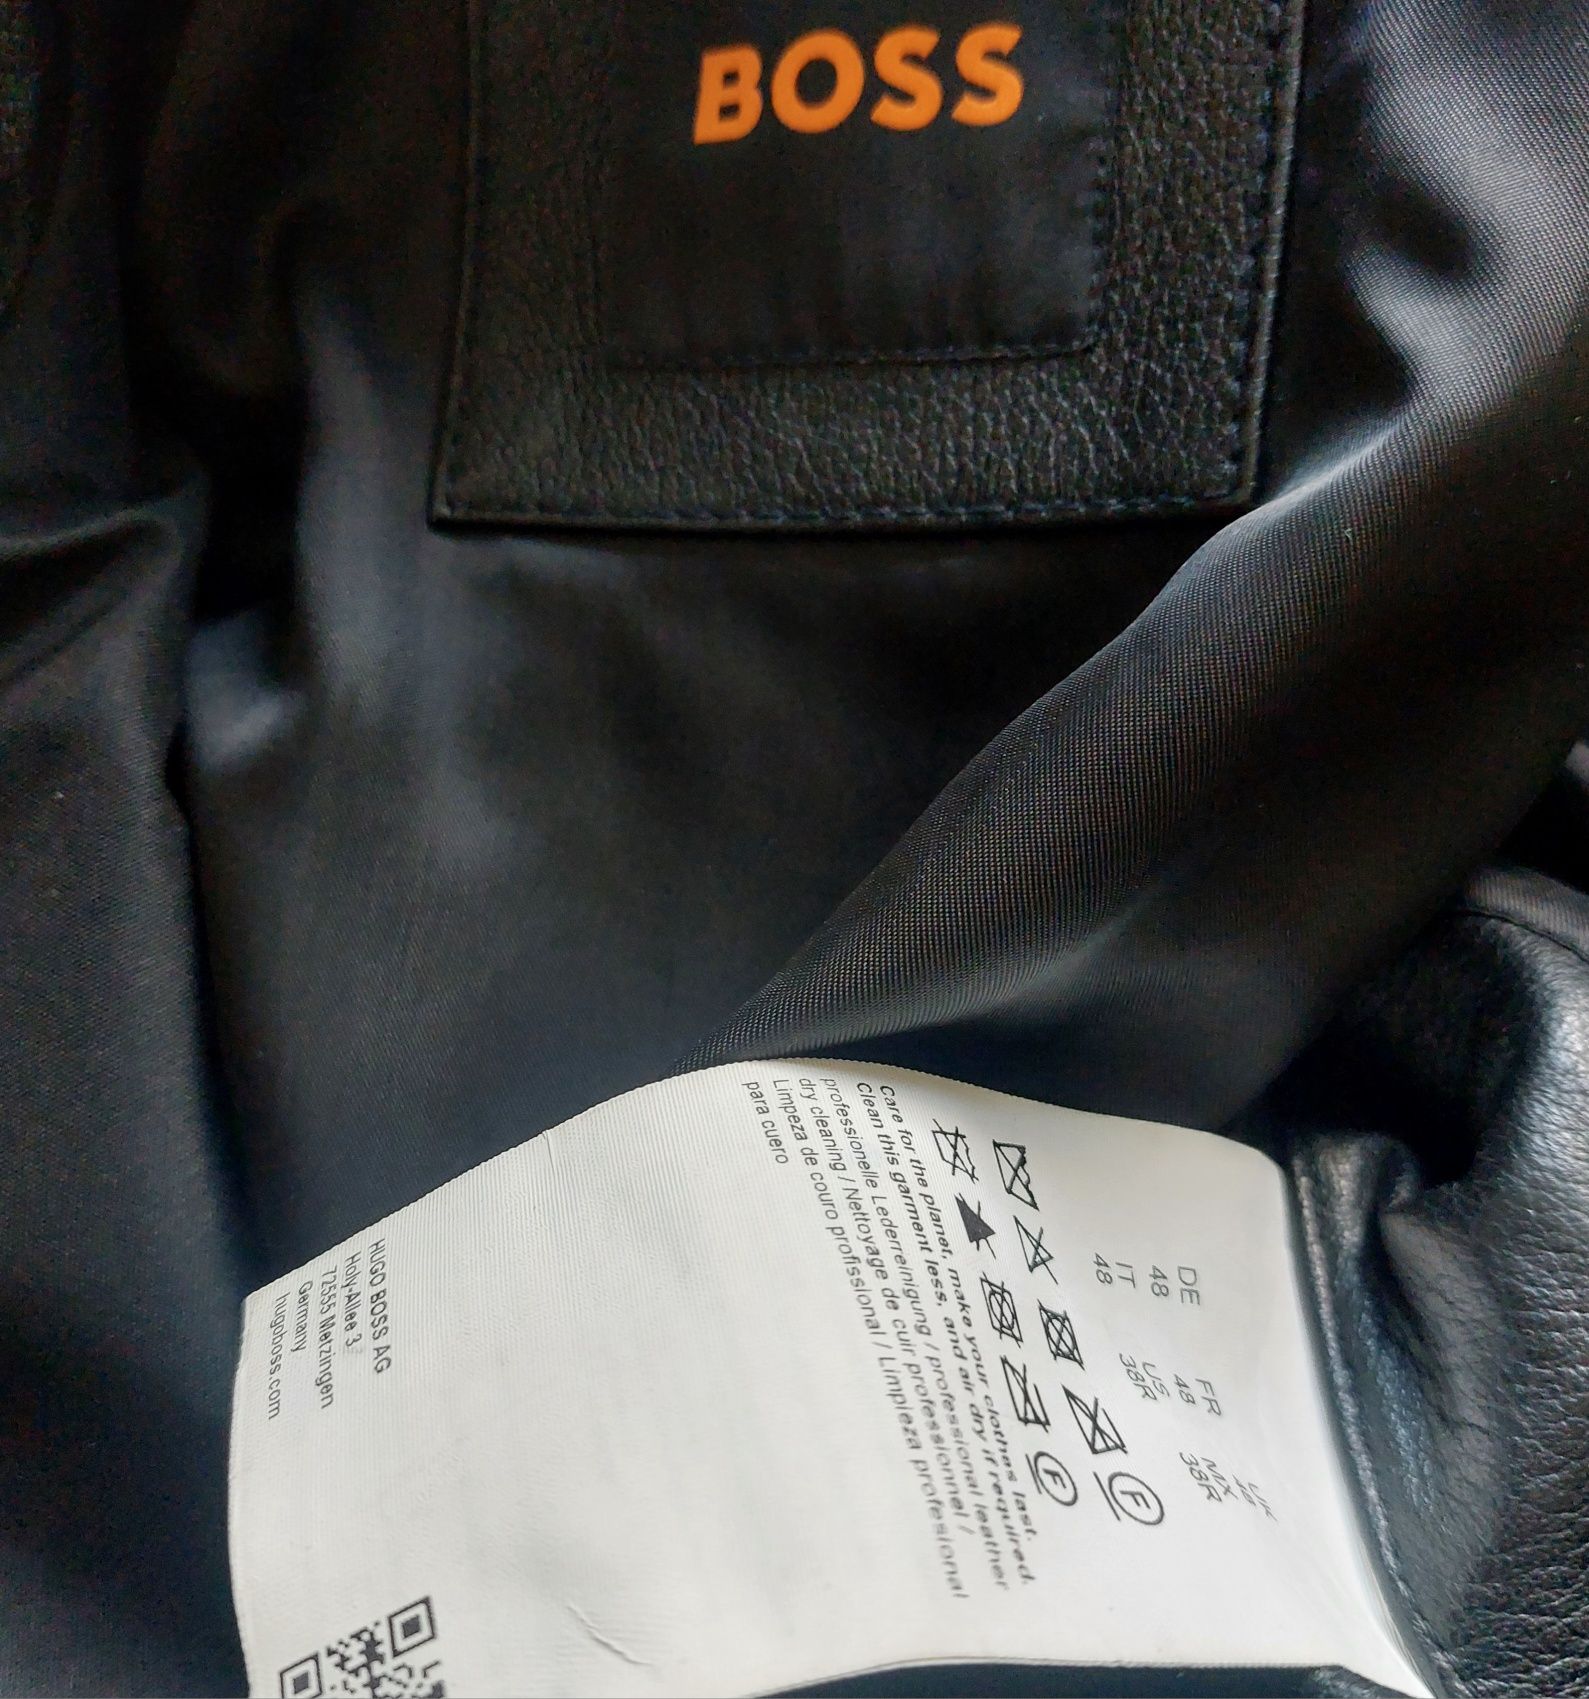 BOSS
DE
48
FR
48
UK
IT
48
US
38R
MX
38R
F
F
Care for the planet, make your clothes last.
Clean this garment less, and air dry if required.
professionelle Lederreinigung / professional leather
dry cleaning / Nettoyage de cuir professionnel /
Limpeza de couro profissional / Limpieza profesional
para cuero
HUGO BOSS AG
Holy-Allee 3
72555 Metzingen
Germany
hugoboss.com